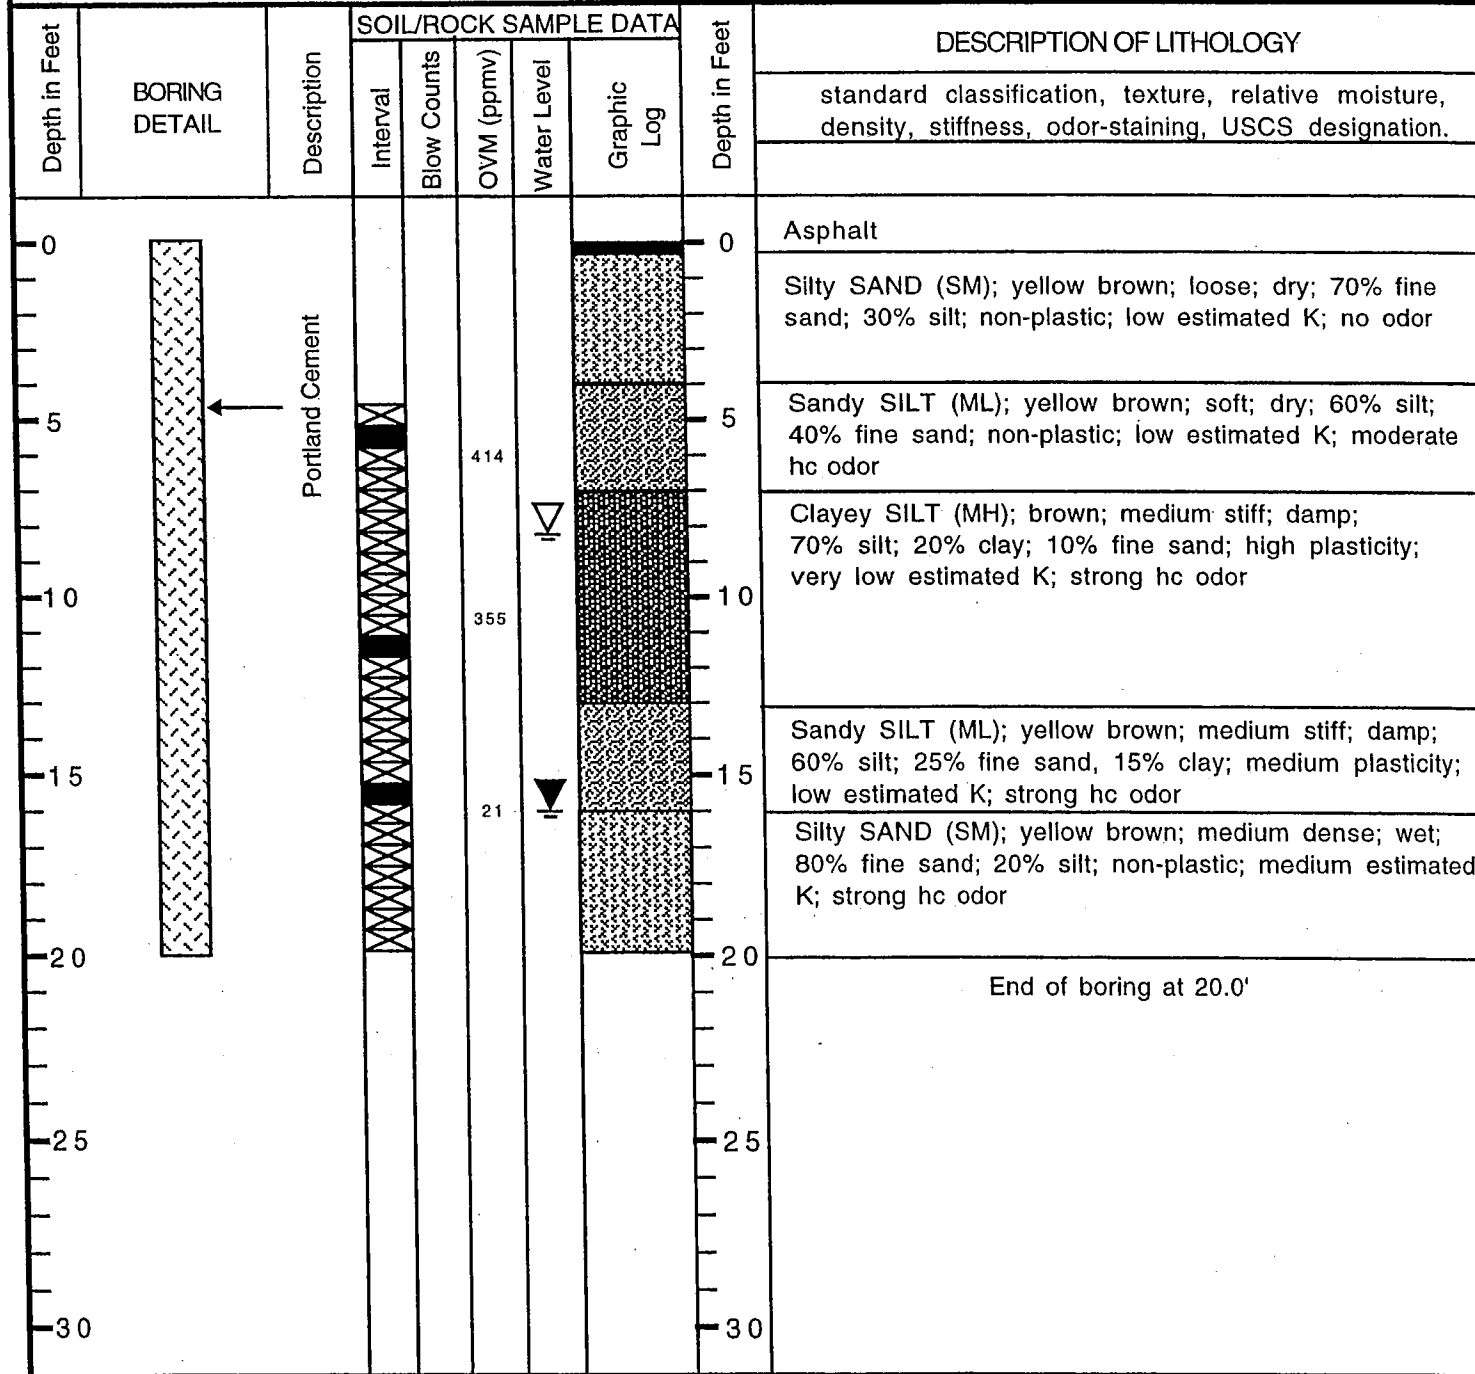 SOIL/ROCK SAMPLE DATA
Depth in Feet
BORING
DETAIL
Description
Interval
Blow Counts
OVM (ppmv)
Water Level
Graphic
Log
Depth in Feet
DESCRIPTION OF LITHOLOGY
standard classification, texture, relative moisture,
density, stiffness, odor-staining, USCS designation.
0
5
10
15
20
25
30
Portland Cement
414
355
21
0
5
10
15
20
25
30
Asphalt
Silty SAND (SM); yellow brown; loose; dry; 70% fine
sand; 30% silt; non-plastic; low estimated K; no odor
Sandy SILT (ML); yellow brown; soft; dry; 60% silt;
40% fine sand; non-plastic; low estimated K; moderate
hc odor
Clayey SILT (MH); brown; medium stiff; damp;
70% silt; 20% clay; 10% fine sand; high plasticity;
very low estimated K; strong hc odor
Sandy SILT (ML); yellow brown; medium stiff; damp;
60% silt; 25% fine sand, 15% clay; medium plasticity;
low estimated K; strong hc odor
Silty SAND (SM); yellow brown; medium dense; wet;
80% fine sand; 20% silt; non-plastic; medium estimated
K; strong hc odor
End of boring at 20.0'